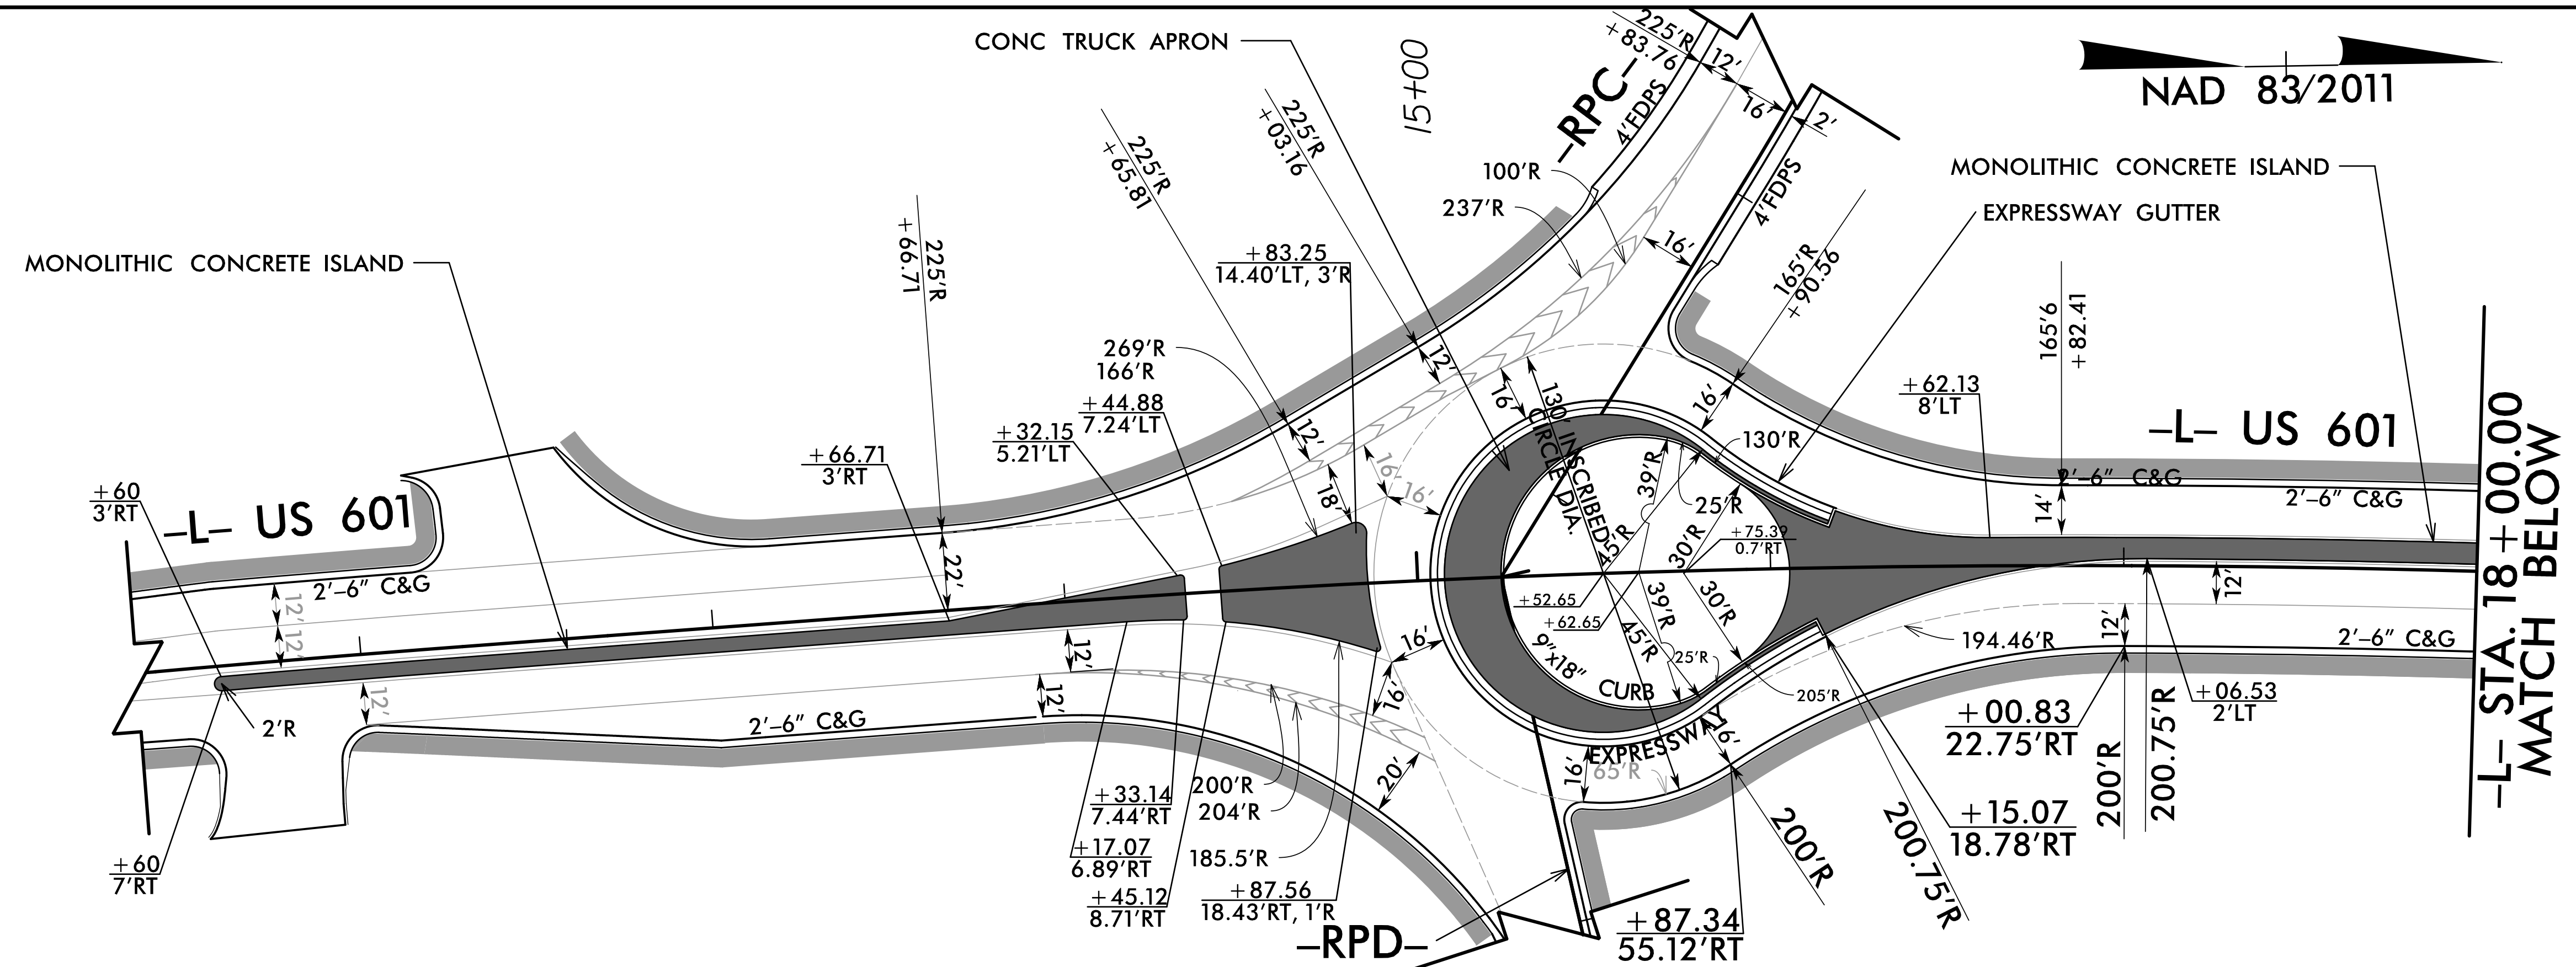 CONC TRUCK APRON
15+00
225'R
+83.76
12'
16'
2'
-RPC-
4'FDPS
4'FDPS
NAD 83/2011
MONOLITHIC CONCRETE ISLAND
EXPRESSWAY GUTTER
100'R
237'R
16'
225'R
+03.16
225'R
+65.81
225'R
+66.71
165'R
+90.56
165'6
+82.41
MONOLITHIC CONCRETE ISLAND
+83.25
14.40'LT, 3'R
269'R
166'R
+44.88
7.24'LT
+32.15
5.21'LT
+66.71
3'RT
+60
3'RT
-L- US 601
2'-6" C&G
12'
12'
12'
22'
12'
18'
16'
16'
12'
16'
130' INSCRIBED
CIRCLE DIA.
16'
130'R
39'R
25'R
45'R
30'R
+75.39
0.7'RT
+52.65
+62.65
39'R
45'R
30'R
25'R
205'R
9"x18"
CURB
EXPRESSWAY
16'
16'
65'R
+62.13
8'LT
-L- US 601
2'-6" C&G
2'-6" C&G
14'
12'
12'
194.46'R
2'-6" C&G
+06.53
2'LT
+00.83
22.75'RT
200'R
200.75'R
+15.07
18.78'RT
200'R
200.75'R
+87.34
55.12'RT
-L- STA. 18+00.00
MATCH BELOW
2'R
2'-6" C&G
12'
12'
16'
16'
20'
+60
7'RT
+33.14
7.44'RT
+17.07
6.89'RT
+45.12
8.71'RT
200'R
204'R
185.5'R
+87.56
18.43'RT, 1'R
-RPD-